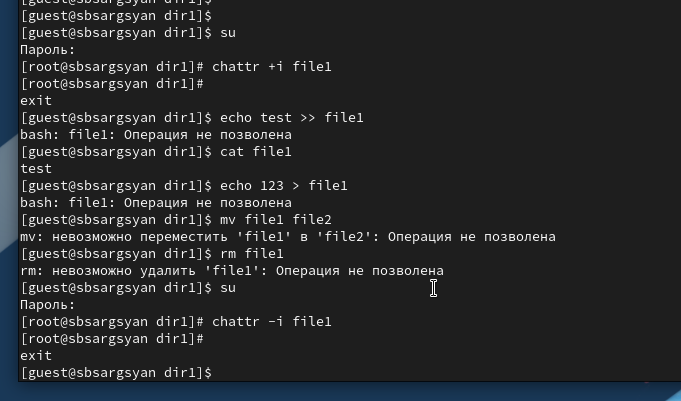 [guest@sbsargsyan dir1]$
[guest@sbsargsyan dir1]$ su
Пароль:
[root@sbsargsyan dir1]# chattr +i file1
[root@sbsargsyan dir1]#
exit
[guest@sbsargsyan dir1]$ echo test >> file1
bash: file1: Операция не позволена
[guest@sbsargsyan dir1]$ cat file1
test
[guest@sbsargsyan dir1]$ echo 123 > file1
bash: file1: Операция не позволена
[guest@sbsargsyan dir1]$ mv file1 file2
mv: невозможно переместить 'file1' в 'file2': Операция не позволена
[guest@sbsargsyan dir1]$ rm file1
rm: невозможно удалить 'file1': Операция не позволена
[guest@sbsargsyan dir1]$ su
Пароль:
[root@sbsargsyan dir1]# chattr -i file1
[root@sbsargsyan dir1]#
exit
[guest@sbsargsyan dir1]$